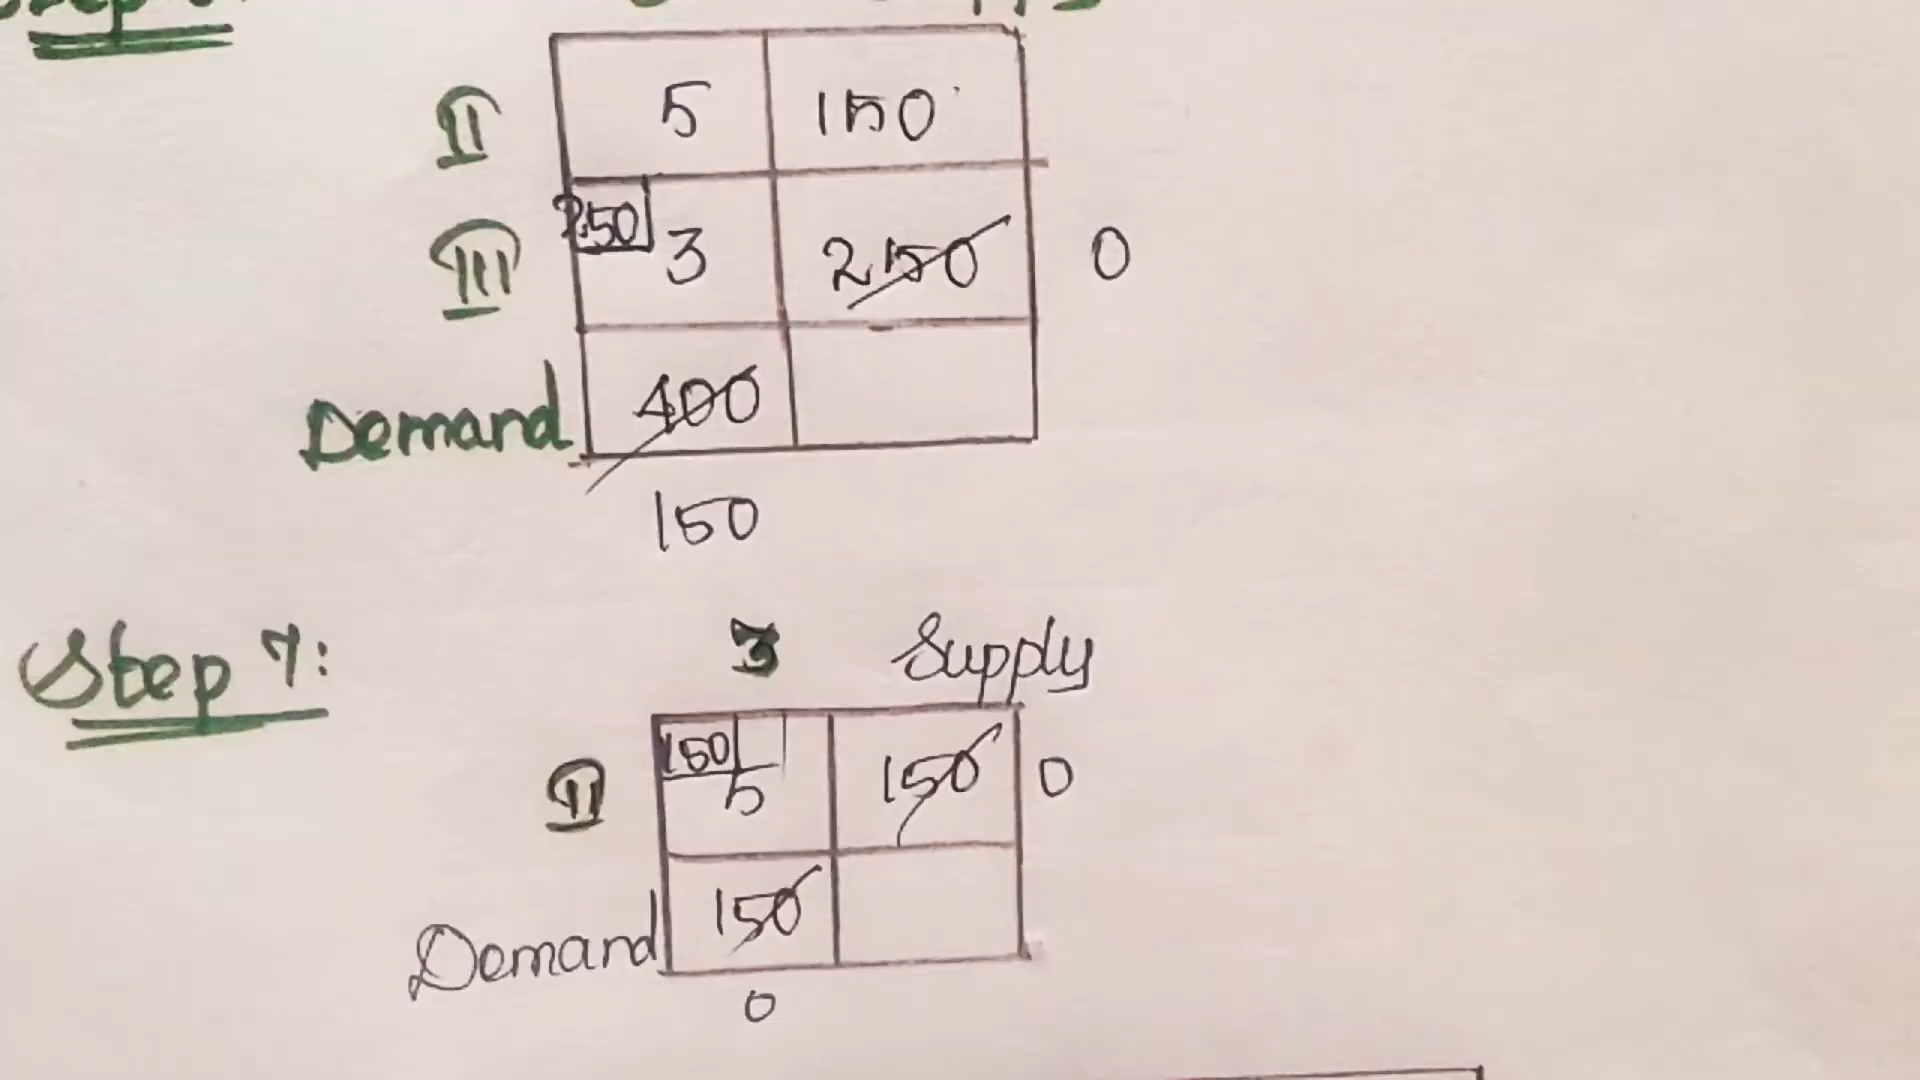 Step
II 5 150
250
III 3 250 0
Demand 400
150
Step 7: 3 Supply
150
II 5 150 0
Demand 150
0